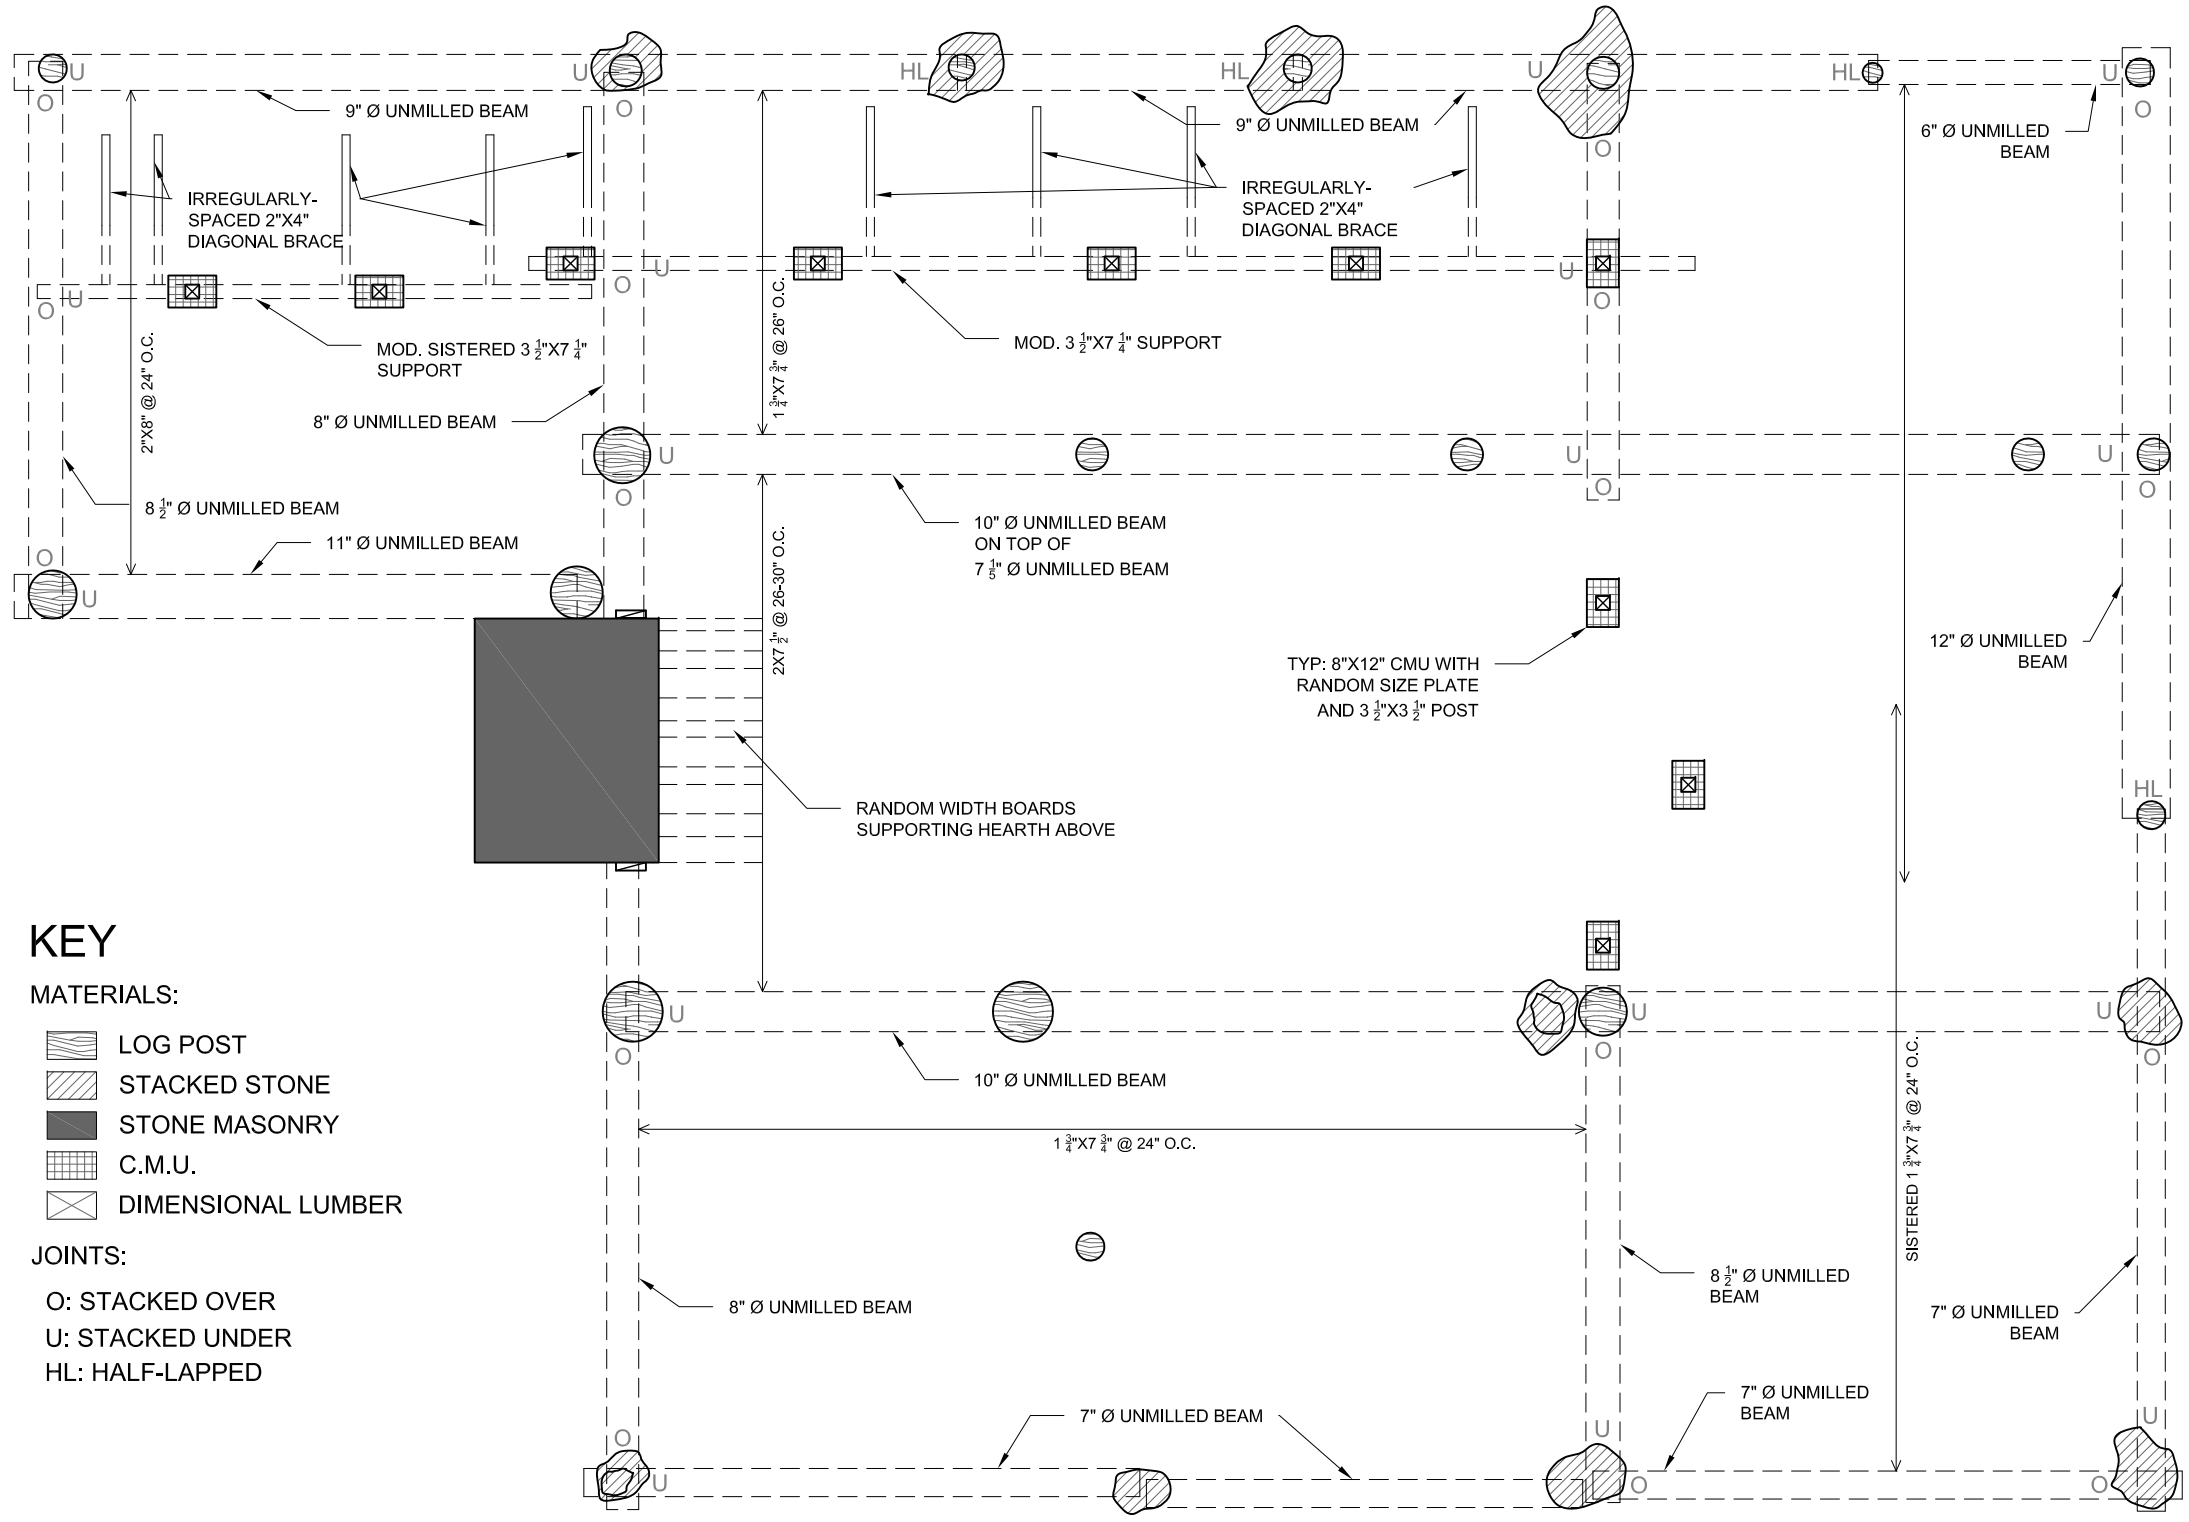 U
U
HL
HL
U
HL
U
O
O
O
9" Ø UNMILLED BEAM
9" Ø UNMILLED BEAM
6" Ø UNMILLED
BEAM
O
IRREGULARLY-
SPACED 2"X4"
DIAGONAL BRACE
IRREGULARLY-
SPACED 2"X4"
DIAGONAL BRACE
U
U
O
O
U
O
O
MOD. SISTERED 3 1/2"X7 1/4"
SUPPORT
MOD. 3 1/2"X7 1/4" SUPPORT
2"X8" @ 24" O.C.
1 3/4"X7 3/4" @ 26" O.C.
8" Ø UNMILLED BEAM
U
U
U
O
O
O
8 1/2" Ø UNMILLED BEAM
10" Ø UNMILLED BEAM
ON TOP OF
7 1/5" Ø UNMILLED BEAM
11" Ø UNMILLED BEAM
O
U
2X7 1/2" @ 26-30" O.C.
TYP: 8"X12" CMU WITH
RANDOM SIZE PLATE
AND 3 1/2"X3 1/2" POST
12" Ø UNMILLED
BEAM
HL
RANDOM WIDTH BOARDS
SUPPORTING HEARTH ABOVE
KEY
MATERIALS:
LOG POST
STACKED STONE
STONE MASONRY
C.M.U.
DIMENSIONAL LUMBER
JOINTS:
O: STACKED OVER
U: STACKED UNDER
HL: HALF-LAPPED
U
U
U
O
O
O
10" Ø UNMILLED BEAM
1 3/4"X7 3/4" @ 24" O.C.
SISTERED 1 3/4"X7 3/4" @ 24" O.C.
8" Ø UNMILLED BEAM
8 1/2" Ø UNMILLED
BEAM
7" Ø UNMILLED
BEAM
7" Ø UNMILLED BEAM
7" Ø UNMILLED
BEAM
O
U
U
U
O
O